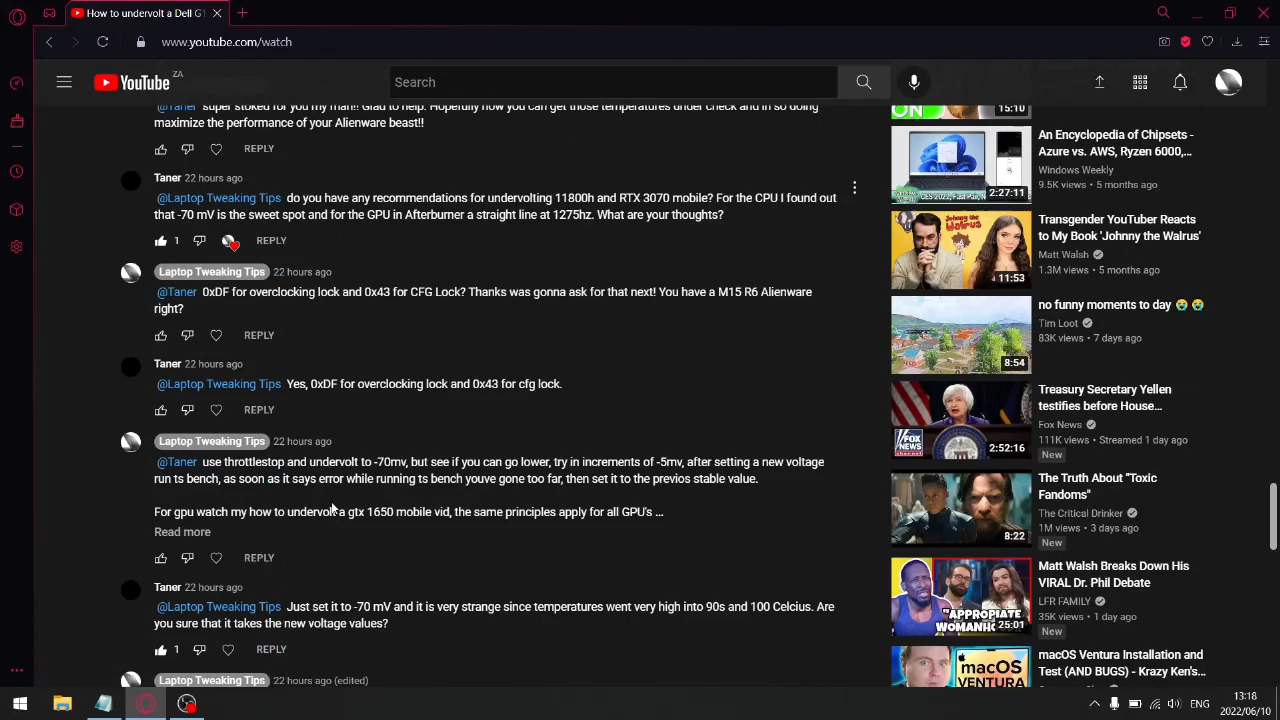 How to undervolt a Dell G1
www.youtube.com/watch
YouTube ZA
Search
@Taner super stoked for you my man!! Glad to help. Hopefully now you can get those temperatures under check and in so doing
maximize the performance of your Alienware beast!!
REPLY
Taner 22 hours ago
@Laptop Tweaking Tips do you have any recommendations for undervolting 11800h and RTX 3070 mobile? For the CPU I found out
that -70 mV is the sweet spot and for the GPU in Afterburner a straight line at 1275hz. What are your thoughts?
1 REPLY
Laptop Tweaking Tips 22 hours ago
@Taner 0xDF for overclocking lock and 0x43 for CFG Lock? Thanks was gonna ask for that next! You have a M15 R6 Alienware
right?
REPLY
Taner 22 hours ago
@Laptop Tweaking Tips Yes, 0xDF for overclocking lock and 0x43 for cfg lock.
REPLY
Laptop Tweaking Tips 22 hours ago
@Taner use throttlestop and undervolt to -70mv, but see if you can go lower, try in increments of -5mv, after setting a new voltage
run ts bench, as soon as it says error while running ts bench youve gone too far, then set it to the previos stable value.
For gpu watch my how to undervolt a gtx 1650 mobile vid, the same principles apply for all GPU's ...
Read more
REPLY
Taner 22 hours ago
@Laptop Tweaking Tips Just set it to -70 mV and it is very strange since temperatures went very high into 90s and 100 Celcius. Are
you sure that it takes the new voltage values?
1 REPLY
Laptop Tweaking Tips 22 hours ago (edited)
ON
15:10
An Encyclopedia of Chipsets -
Azure vs. AWS, Ryzen 6000,...
Windows Weekly
9.5K views • 5 months ago
2:27:11
Transgender YouTuber Reacts
to My Book 'Johnny the Walrus'
Matt Walsh
1.3M views • 5 months ago
Johnny the Walrus
11:53
no funny moments to day 😭 😭
Tim Loot
83K views • 7 days ago
8:54
Treasury Secretary Yellen
testifies before House...
Fox News
111K views • Streamed 1 day ago
New
FOX NEWS
2:52:16
The Truth About "Toxic
Fandoms"
The Critical Drinker
1M views • 3 days ago
New
8:22
Matt Walsh Breaks Down His
VIRAL Dr. Phil Debate
LFR FAMILY
35K views • 1 day ago
New
"APPROPIATE
WOMANHO
25:01
macOS Ventura Installation and
Test (AND BUGS) - Krazy Ken's...
macOS
VENTURA
ENG
13:18
2022/06/10